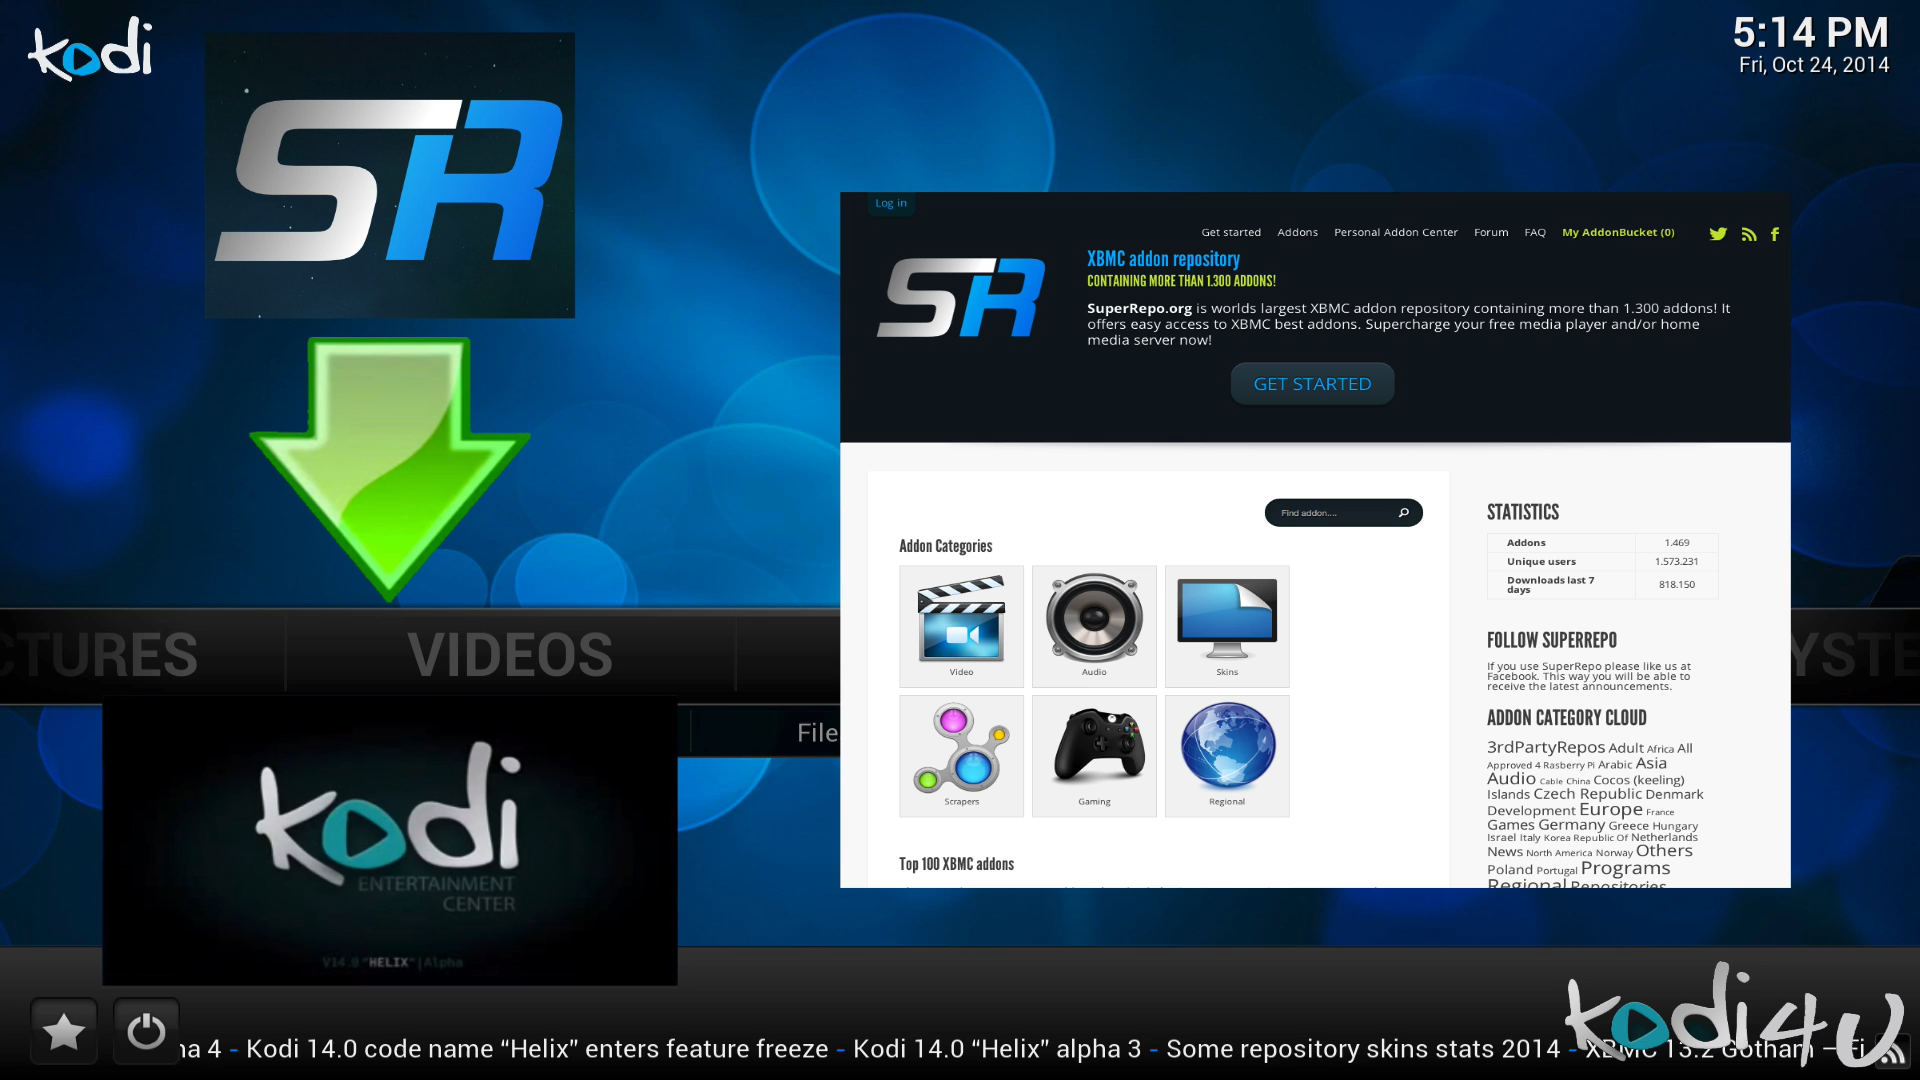 kodi
5:14 PM
Fri, Oct 24, 2014
SR
Log in
Get started Addons Personal Addon Center Forum FAQ My AddonBucket (0)
SR
XBMC addon repository
CONTAINING MORE THAN 1.300 ADDONS!
SuperRepo.org is worlds largest XBMC addon repository containing more than 1.300 addons! It
offers easy access to XBMC best addons. Supercharge your free media player and/or home
media server now!
GET STARTED
Find addon....
Addon Categories
Video Audio Skins
Scrapers Gaming Regional
Top 100 XBMC addons
STATISTICS
Addons 1.469
Unique users 1.573.231
Downloads last 7
days 818.150
FOLLOW SUPERREPO
If you use SuperRepo please like us at
Facebook. This way you will be able to
receive the latest announcements.
ADDON CATEGORY CLOUD
3rdPartyRepos Adult Africa All
Approved 4 Rasberry Pi Arabic Asia
Audio Cable China Cocos (keeling)
Islands Czech Republic Denmark
Development Europe France
Games Germany Greece Hungary
Israel Italy Korea Republic Of Netherlands
News North America Norway Others
Poland Portugal Programs
Regional Repositories
CTURES VIDEOS YSTE
File
kodi
ENTERTAINMENT
CENTER
V14.0 "HELIX"|Alpha
ha 4 - Kodi 14.0 code name “Helix” enters feature freeze - Kodi 14.0 “Helix” alpha 3 - Some repository skins stats 2014 - XBMC 13.2 Gotham – Fi
kodi4U